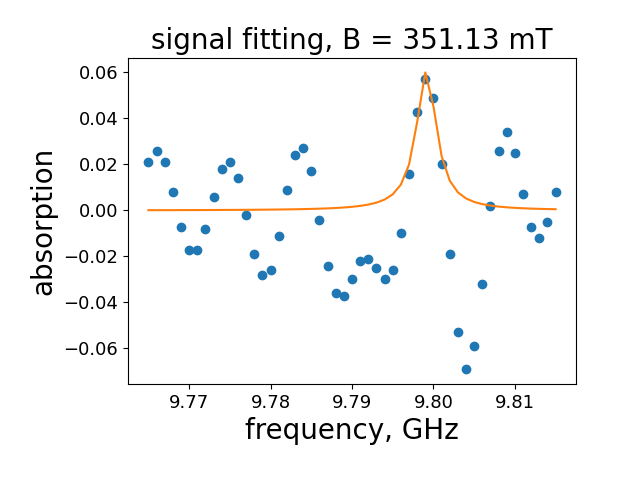 signal fitting, B = 351.13 mT
absorption
0.06
0.04
0.02
0.00
−0.02
−0.04
−0.06
9.77 9.78 9.79 9.80 9.81
frequency, GHz